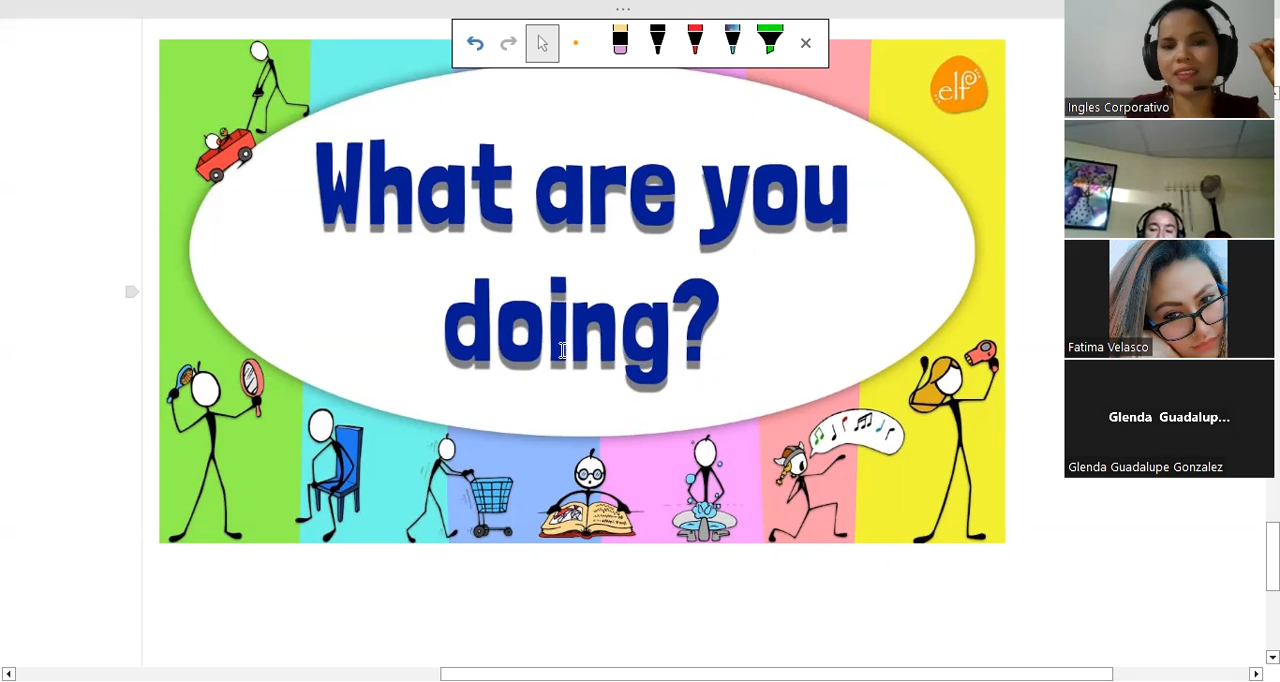 elf
What are you
doing?
Ingles Corporativo
Fatima Velasco
Glenda Guadalup...
Glenda Guadalupe Gonzalez